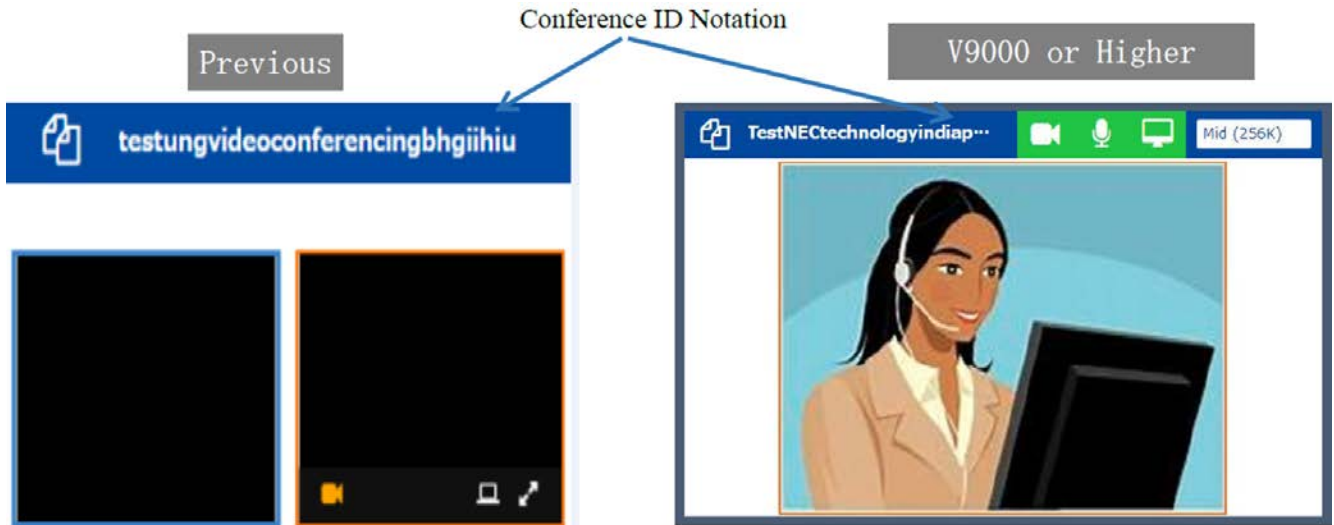 Conference ID Notation
Previous
V9000 or Higher
testungvideoconferencingbhgiihiu
TestNECtechnologyindiap···
Mid (256K)